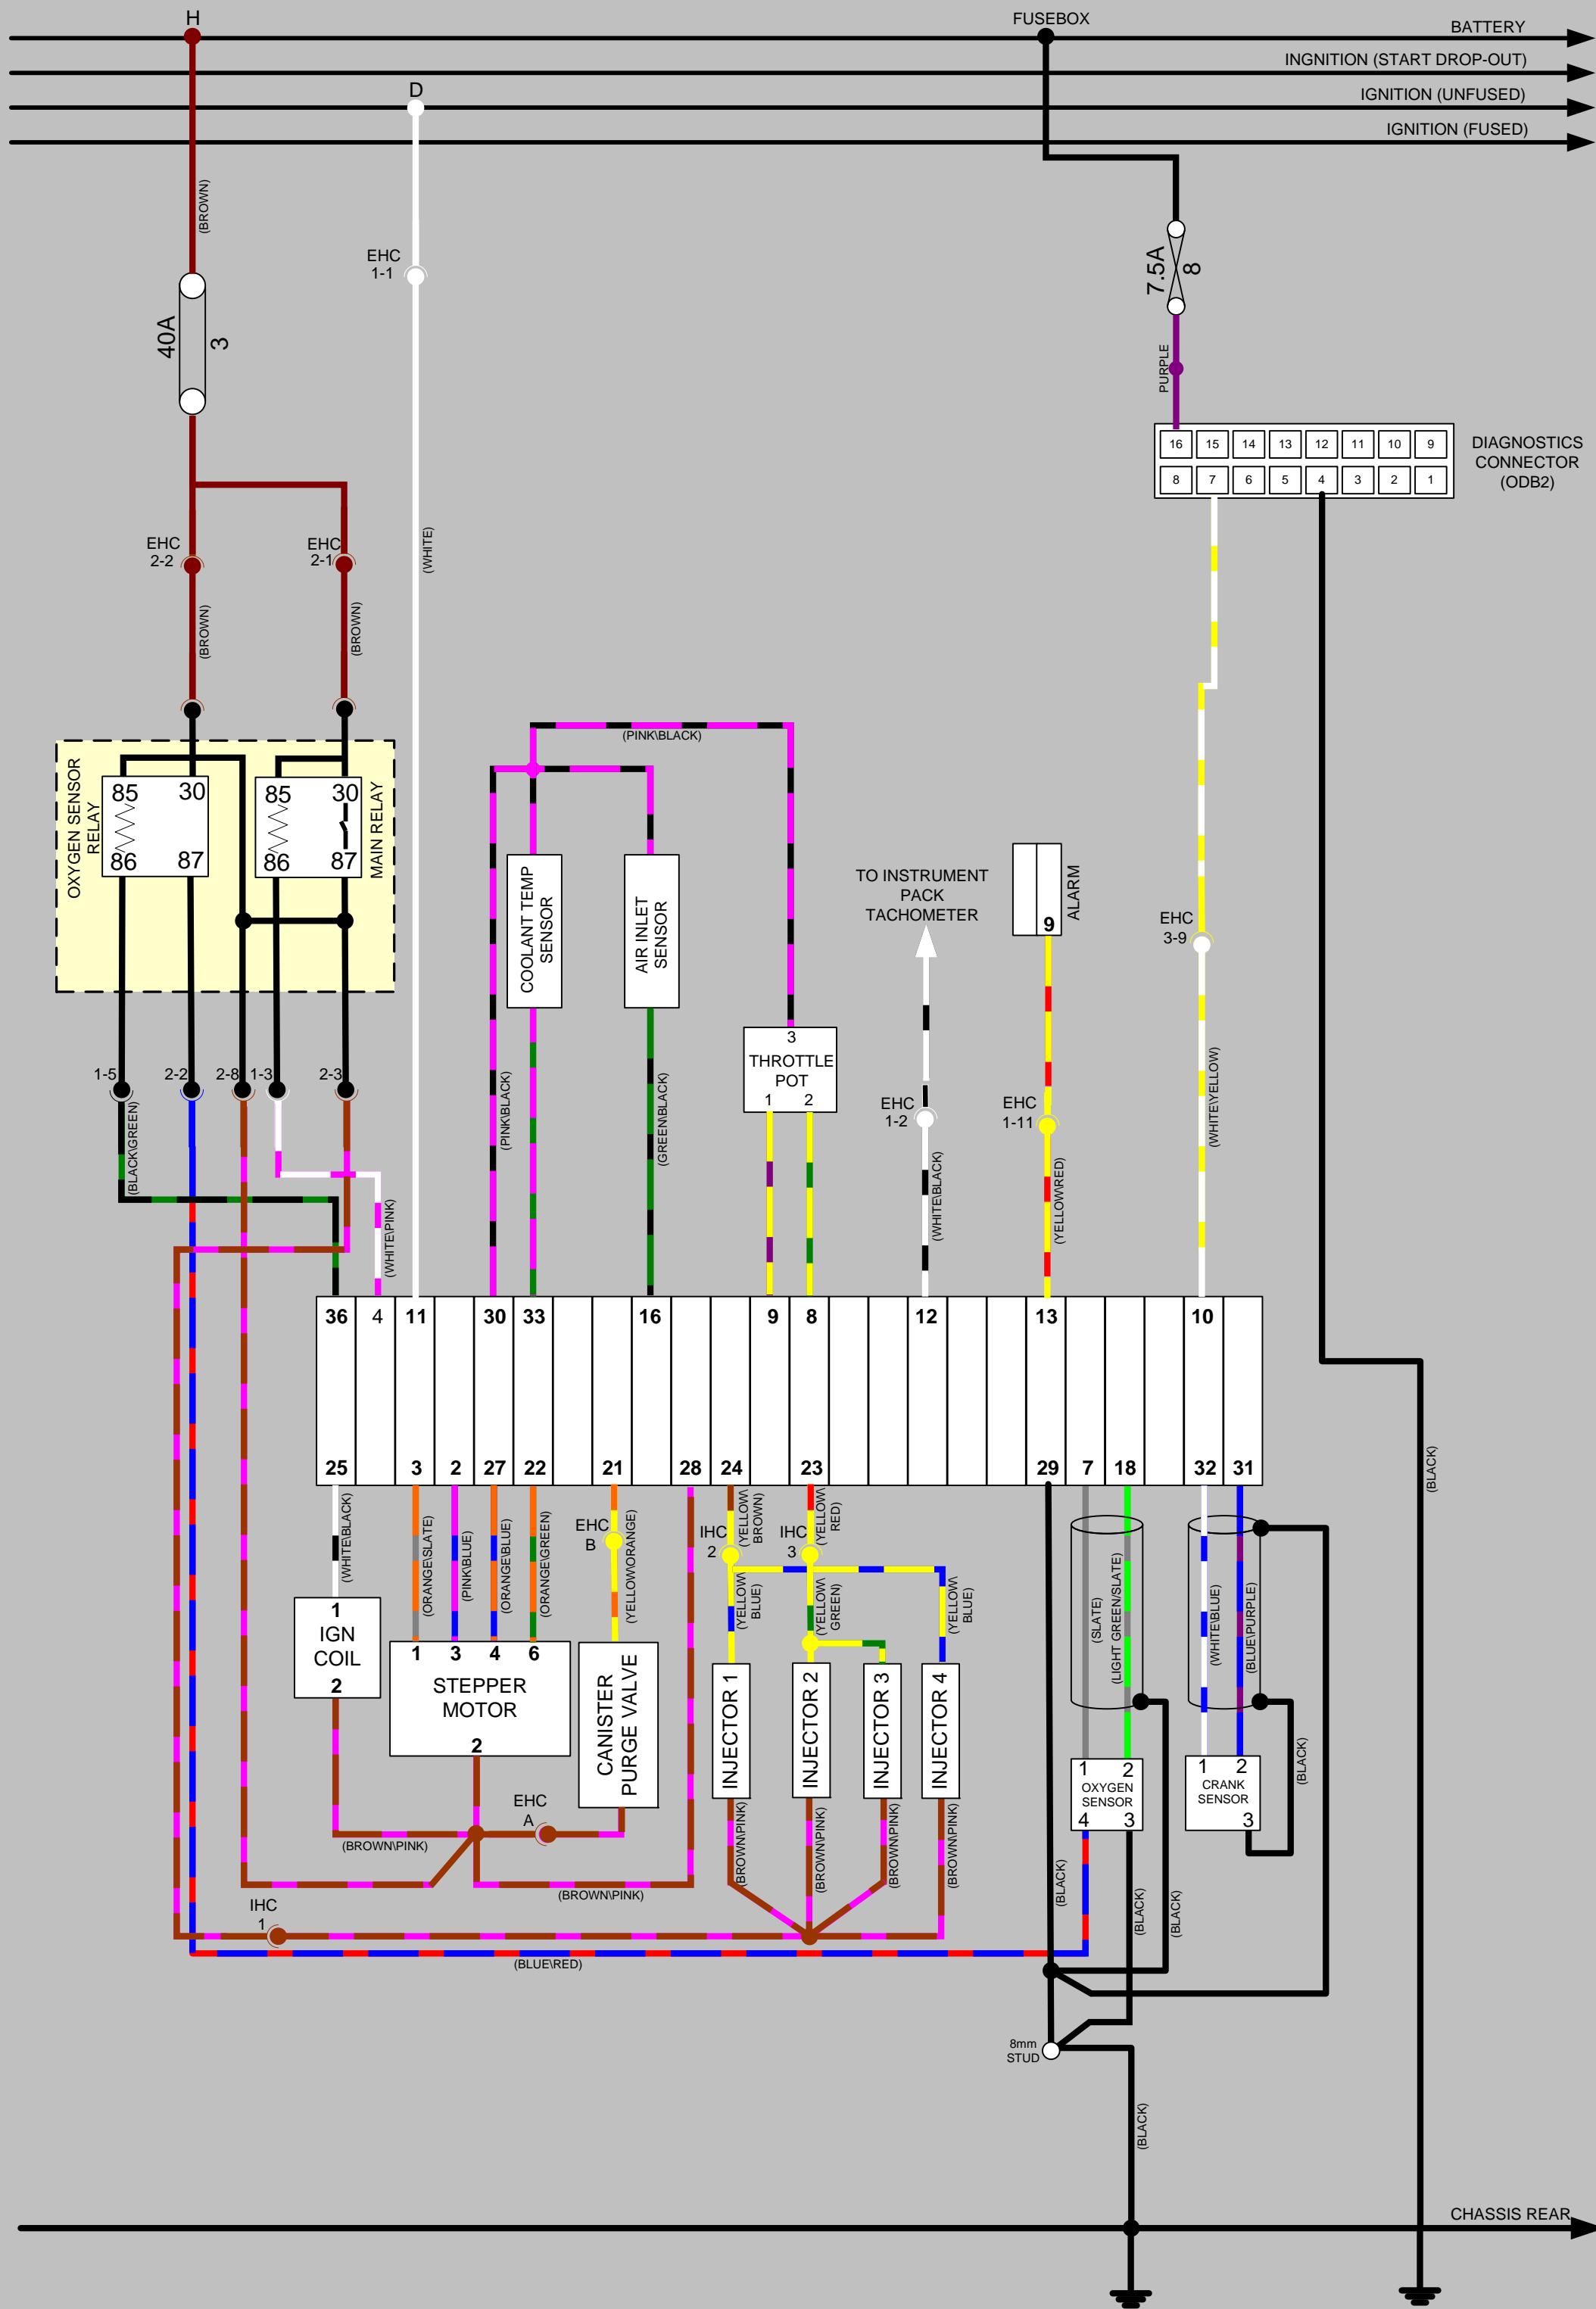 H
FUSEBOX
BATTERY
INGNITION (START DROP-OUT)
D
IGNITION (UNFUSED)
IGNITION (FUSED)
(BROWN)
EHC
1-1
7.5A
8
40A
3
PURPLE
16 15 14 13 12 11 10 9
8 7 6 5 4 3 2 1
DIAGNOSTICS
CONNECTOR
(ODB2)
EHC
2-2
EHC
2-1
(WHITE)
(BROWN)
(BROWN)
(PINK\BLACK)
OXYGEN SENSOR
RELAY
85 30
86 87
85 30
86 87
MAIN RELAY
COOLANT TEMP
SENSOR
AIR INLET
SENSOR
TO INSTRUMENT
PACK
TACHOMETER
9
ALARM
EHC
3-9
3
THROTTLE
POT
1 2
1-5
2-2
2-8
1-3
2-3
EHC
1-2
EHC
1-11
(BLACK\GREEN)
(PINK\BLACK)
(GREEN\BLACK)
(WHITE\BLACK)
(YELLOW\RED)
(WHITE\YELLOW)
(WHITE\PINK)
36 4 11 30 33 16 9 8 12 13 10
25 3 2 27 22 21 28 24 23 29 7 18 32 31
(BLACK)
(WHITE\BLACK)
(ORANGE\SLATE)
(PINK\BLUE)
(ORANGE\BLUE)
(ORANGE\GREEN)
EHC
B
(YELLOW\ORANGE)
IHC
2
(YELLOW\
BROWN)
IHC
3
(YELLOW\
RED)
(YELLOW\
BLUE)
(YELLOW\
GREEN)
(YELLOW\
BLUE)
(SLATE)
(LIGHT GREEN/SLATE)
(WHITE\BLUE)
(BLUE\PURPLE)
1
IGN
COIL
2
1 3 4 6
STEPPER
MOTOR
2
CANISTER
PURGE VALVE
INJECTOR 1
INJECTOR 2
INJECTOR 3
INJECTOR 4
1 2
OXYGEN
SENSOR
4 3
1 2
CRANK
SENSOR
3
(BLACK)
EHC
A
(BROWN\PINK)
(BROWN\PINK)
(BROWN\PINK)
(BROWN\PINK)
(BROWN\PINK)
(BROWN\PINK)
(BLACK)
(BLACK)
(BLACK)
IHC
1
(BLUE\RED)
8mm
STUD
(BLACK)
CHASSIS REAR